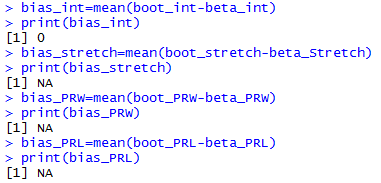 > bias_int=mean(boot_int-beta_int)
> print(bias_int)
[1] 0
> bias_stretch=mean(boot_stretch-beta_Stretch)
> print(bias_stretch)
[1] NA
> bias_PRW=mean(boot_PRW-beta_PRW)
> print(bias_PRW)
[1] NA
> bias_PRL=mean(boot_PRL-beta_PRL)
> print(bias_PRL)
[1] NA